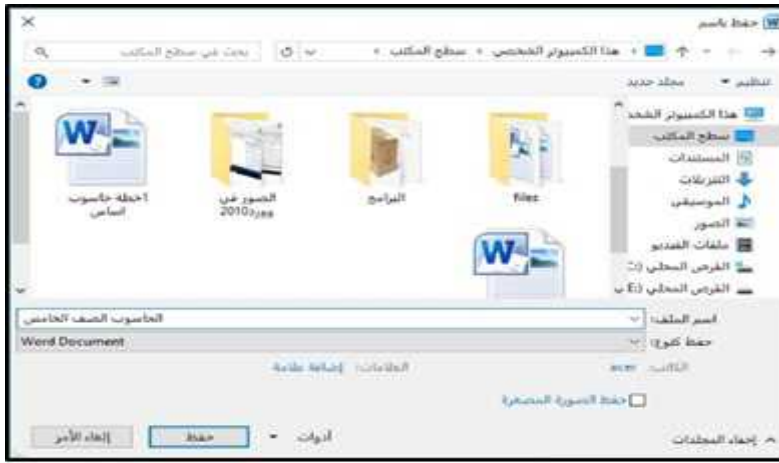 حفظ باسم
هذا الكمبيوتر الشخصي
سطح المكتب
بحث في سطح المكتب
تنظيم
مجلد جديد
هذا الكمبيوتر الشخد
سطح المكتب
المستندات
التنزيلات
الموسيقى
الصور
ملفات الفيديو
القرص المحلي (C:
القرص المحلي (E:
files
البرامج
الصور في
وورد2010
اخطة حاسوب
اساس
اسم الملف:
الحاسوب الصف الخامس
حفظ كنوع:
Word Document
الكاتب:
acer
العلامات:
إضافة علامة
حفظ الصورة المصغرة
إخفاء المجلدات
أدوات
حفظ
إلغاء الأمر